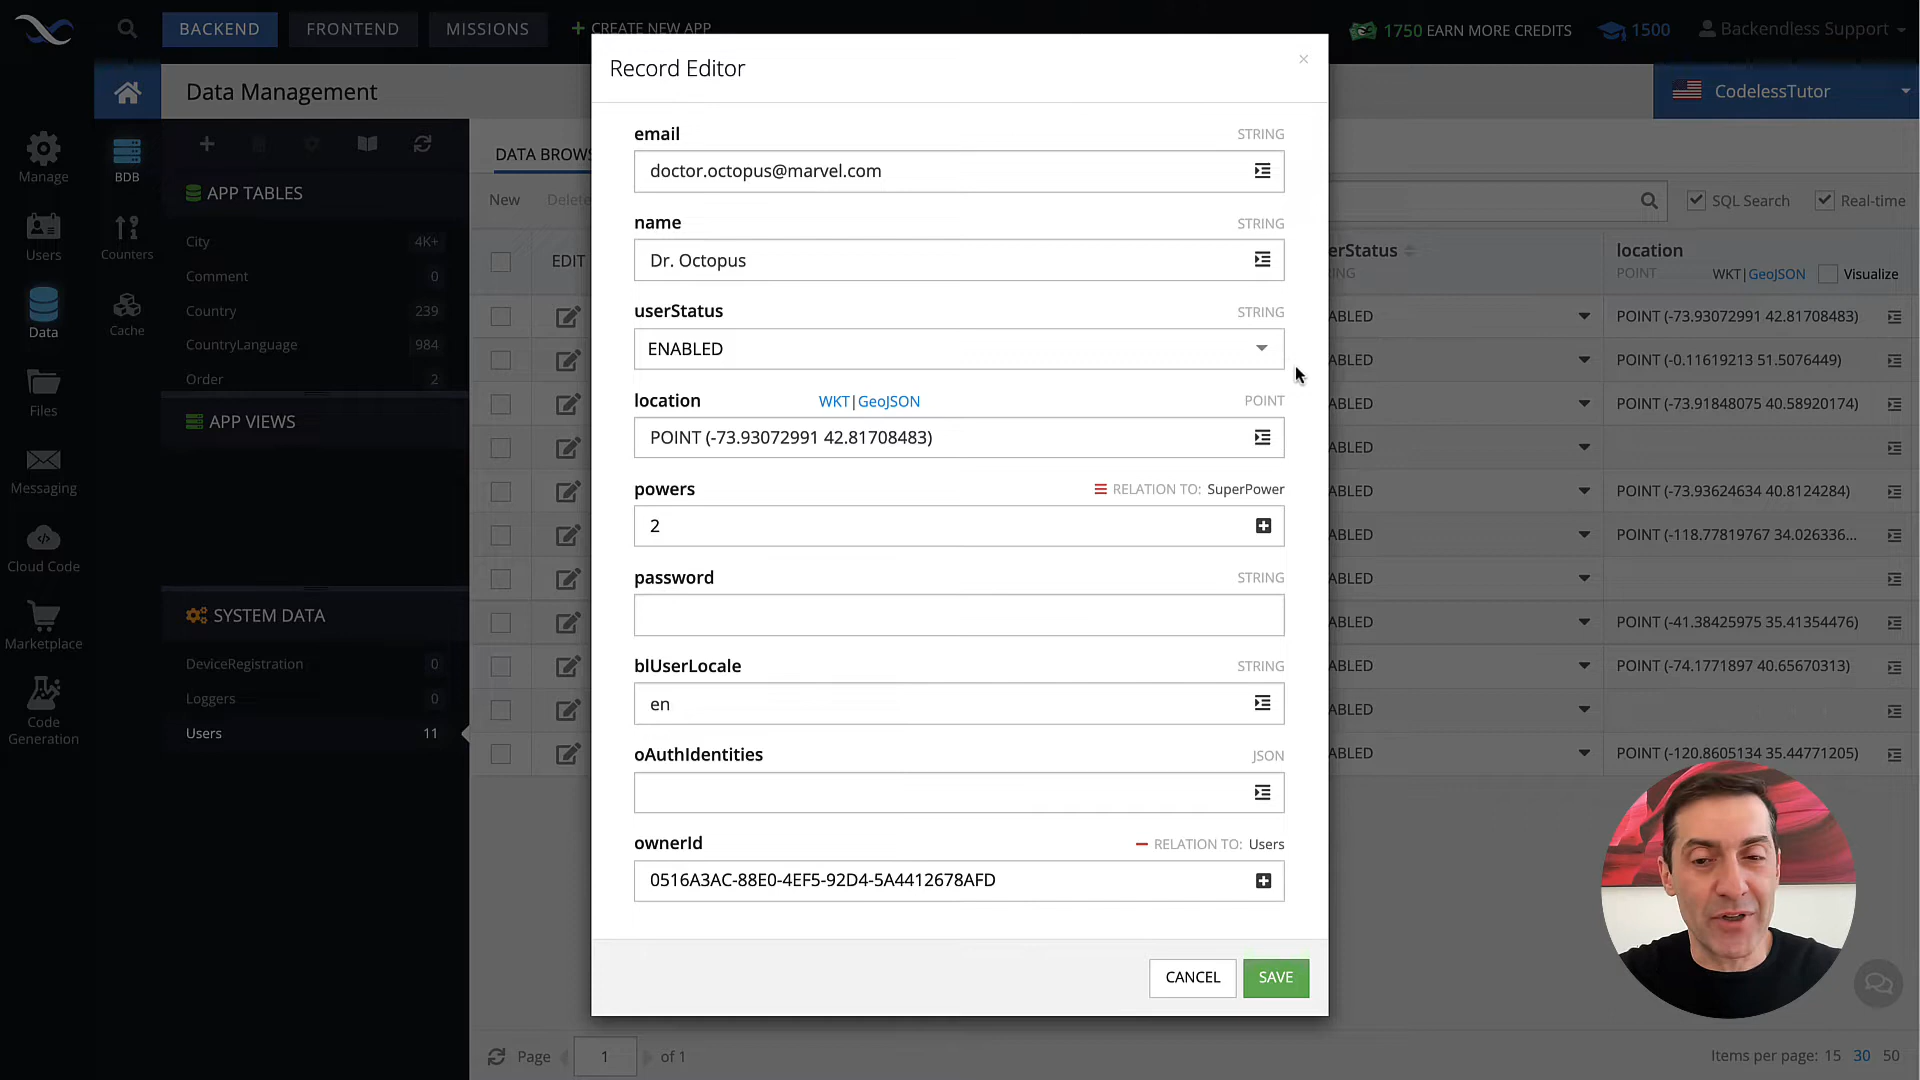 BACKEND
FRONTEND
MISSIONS
+ CREATE NEW APP
1750 EARN MORE CREDITS
1500
Backendless Support
Data Management
CodelessTutor
Manage
Users
Data
Files
Messaging
Cloud Code
Marketplace
Code
Generation
BDB
Counters
Cache
APP TABLES
City 4K+
Comment 0
Country 239
CountryLanguage 984
Order 2
APP VIEWS
SYSTEM DATA
DeviceRegistration 0
Loggers 0
Users 11
DATA BROWS
New Delete
EDIT
Record Editor
×
email STRING
doctor.octopus@marvel.com
name STRING
Dr. Octopus
userStatus STRING
ENABLED
location WKT|GeoJSON POINT
POINT (-73.93072991 42.81708483)
powers RELATION TO: SuperPower
2
password STRING
blUserLocale STRING
en
oAuthIdentities JSON
ownerId RELATION TO: Users
0516A3AC-88E0-4EF5-92D4-5A4412678AFD
CANCEL SAVE
SQL Search Real-time
erStatus location
ING POINT WKT|GeoJSON Visualize
ABLED POINT (-73.93072991 42.81708483)
ABLED POINT (-0.11619213 51.5076449)
ABLED POINT (-73.91848075 40.58920174)
ABLED
ABLED POINT (-73.93624634 40.8124284)
ABLED POINT (-118.77819767 34.026336...
ABLED
ABLED POINT (-41.38425975 35.41354476)
ABLED POINT (-74.1771897 40.65670313)
ABLED
ABLED POINT (-120.8605134 35.44771205)
Page 1 of 1
Items per page: 15 30 50